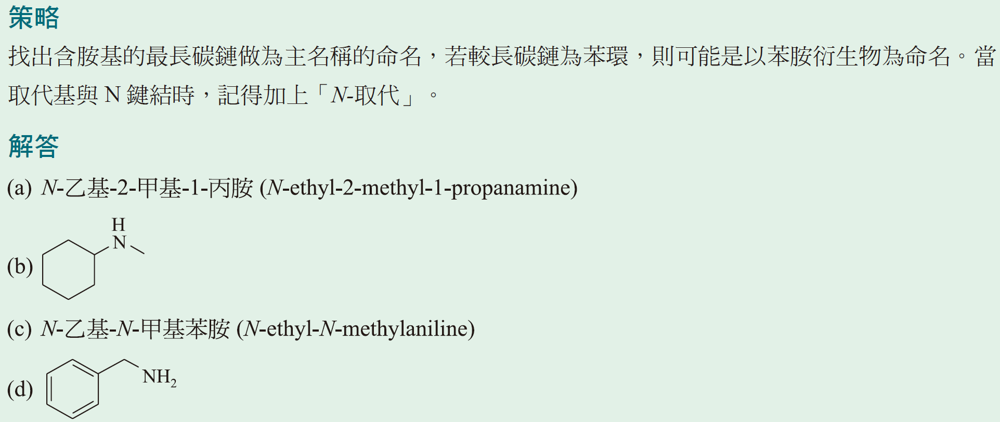 策略
找出含胺基的最長碳鏈做為主名稱的命名，若較長碳鏈為苯環，則可能是以苯胺衍生物為命名。當
取代基與 N 鍵結時，記得加上「N-取代」。
解答
(a) N-乙基-2-甲基-1-丙胺 (N-ethyl-2-methyl-1-propanamine)
H
N
(b)
(c) N-乙基-N-甲基苯胺 (N-ethyl-N-methylaniline)
NH₂
(d)